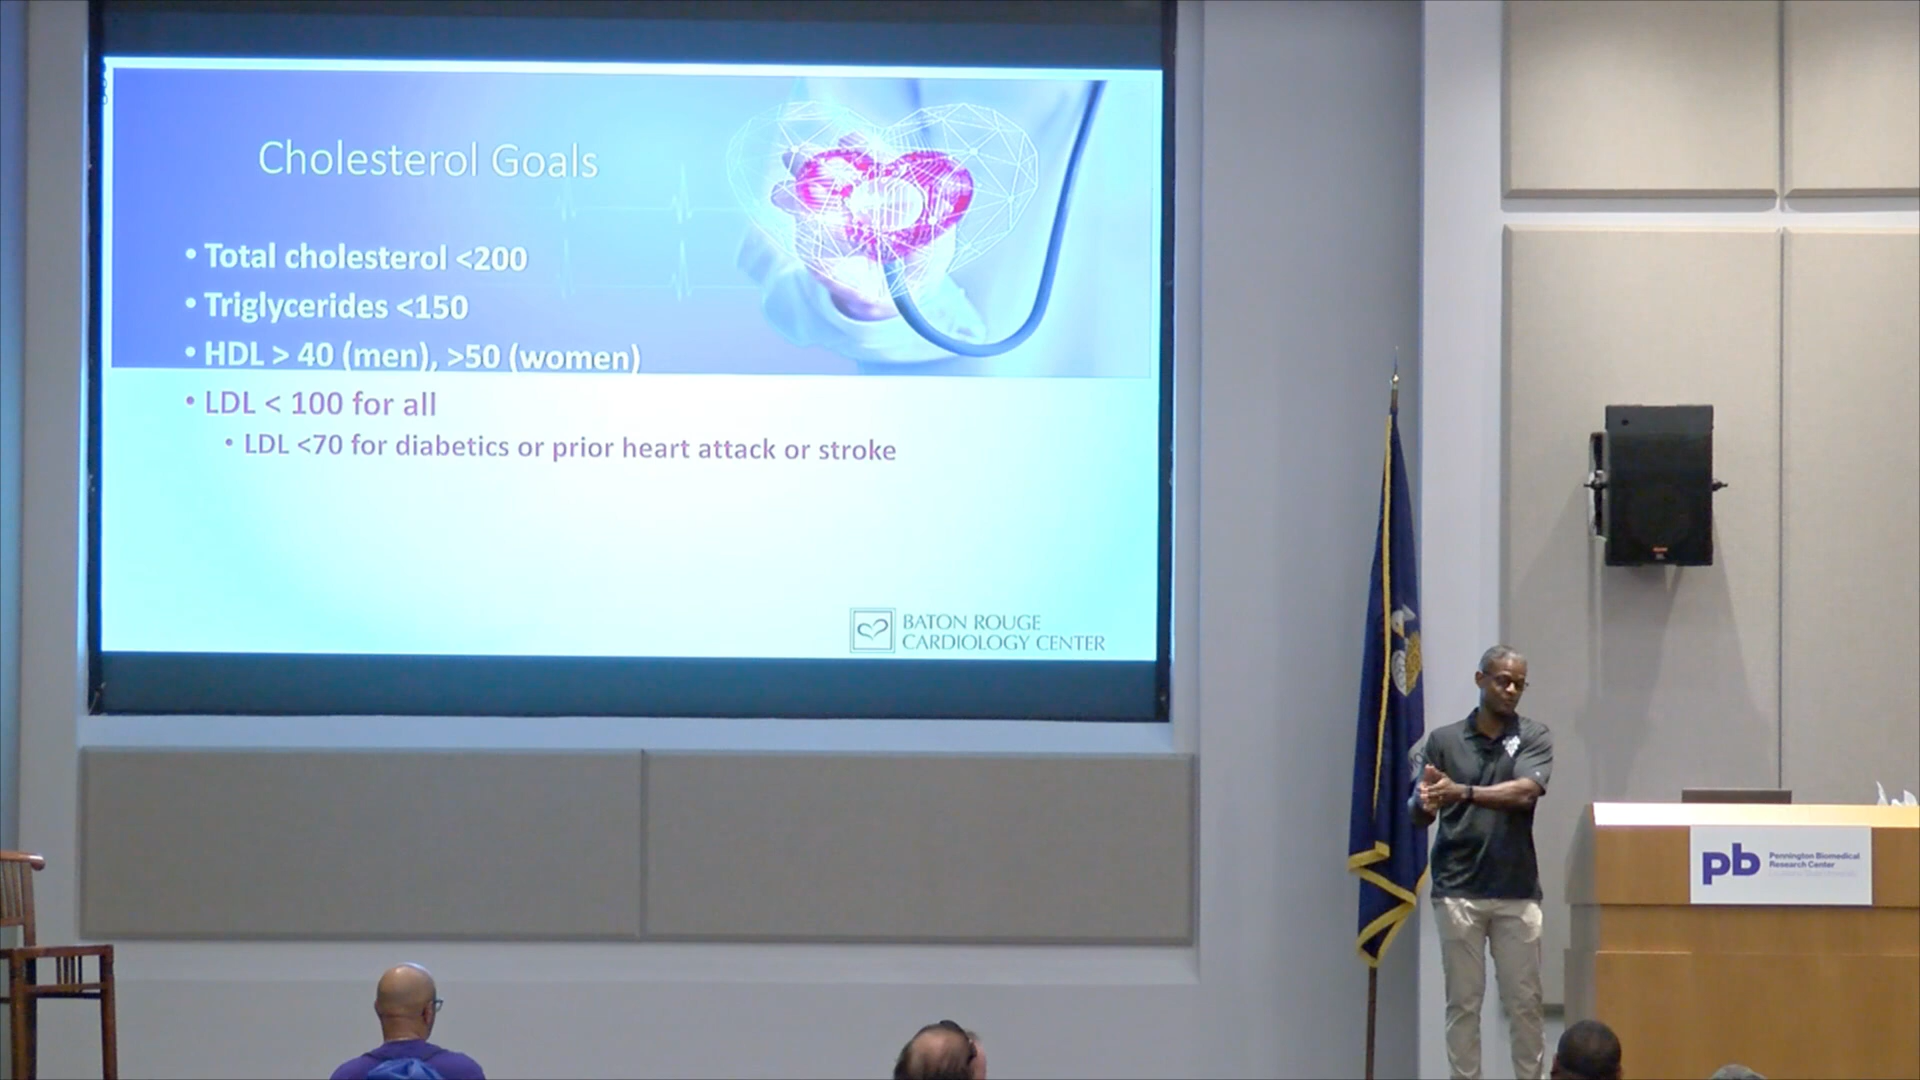 Cholesterol Goals
• Total cholesterol <200
• Triglycerides <150
• HDL > 40 (men), >50 (women)
• LDL < 100 for all
• LDL <70 for diabetics or prior heart attack or stroke
BATON ROUGE
CARDIOLOGY CENTER
pb
Pennington Biomedical
Research Center